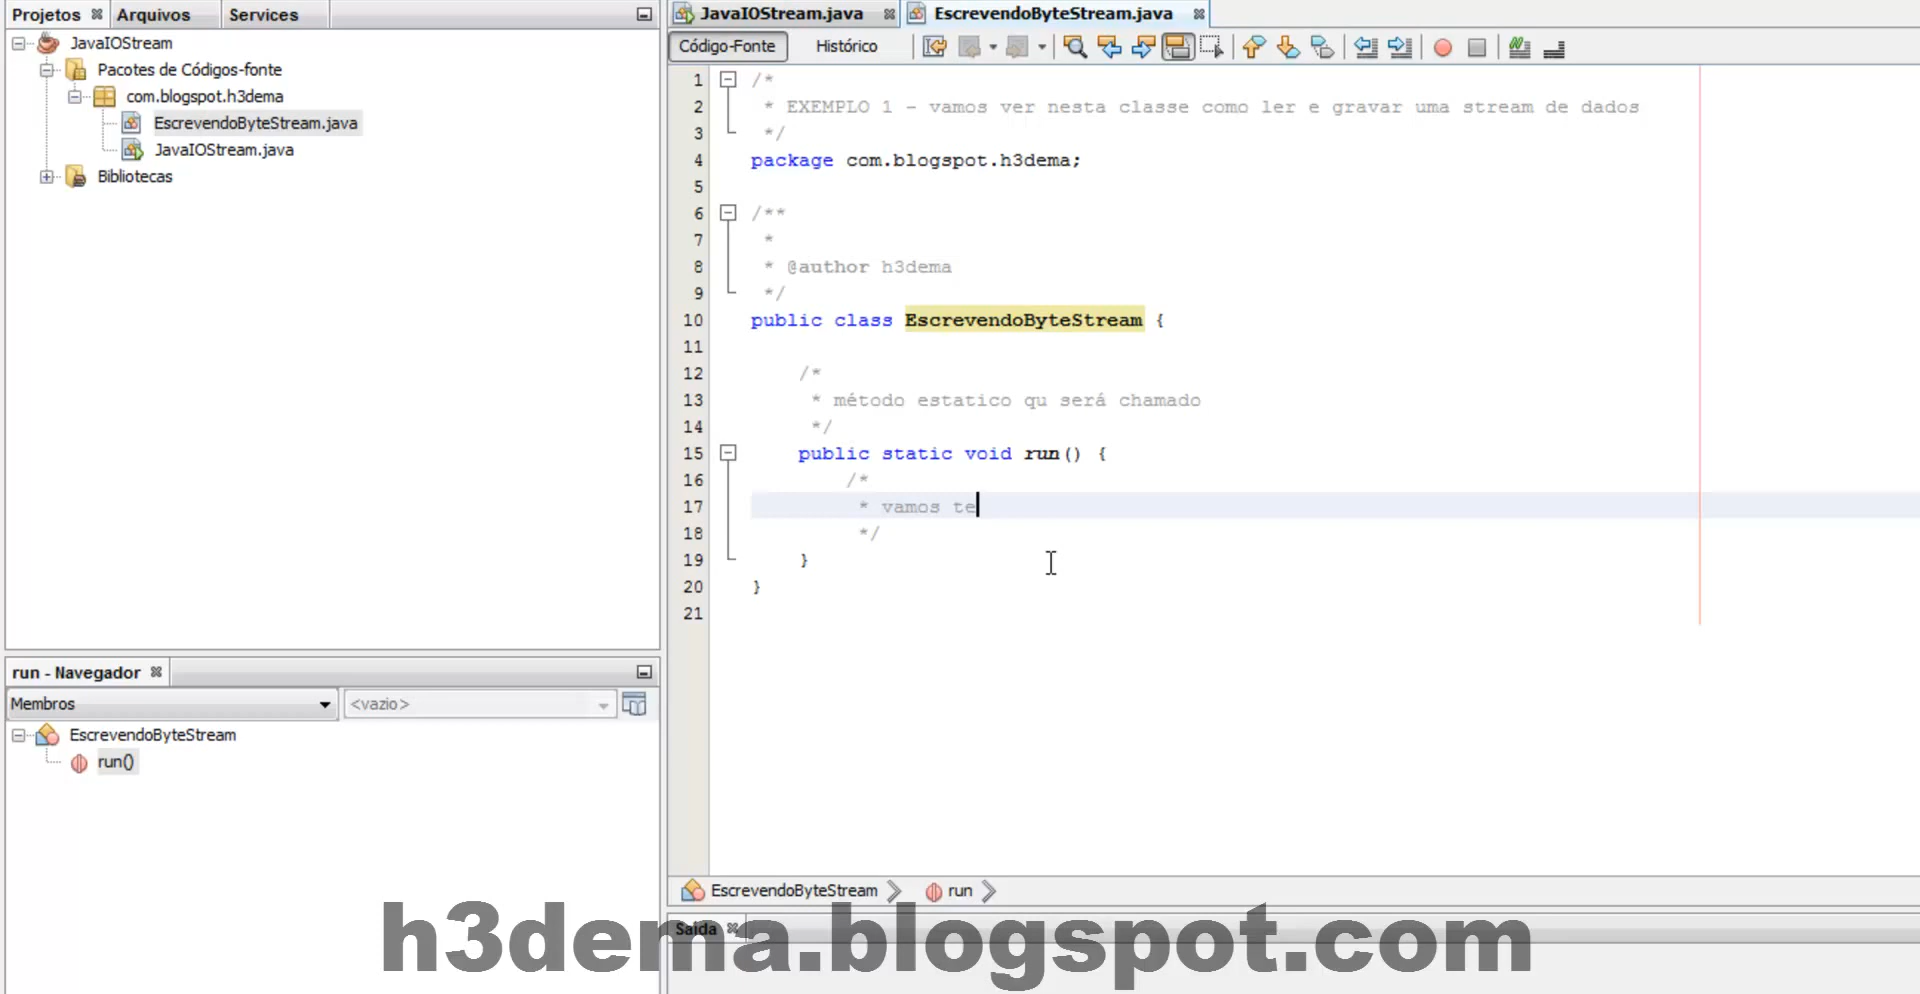 Projetos
Arquivos
Services
JavaIOStream
Pacotes de Códigos-fonte
com.blogspot.h3dema
EscrevendoByteStream.java
JavaIOStream.java
Bibliotecas
run - Navegador
Membros
<vazio>
EscrevendoByteStream
run()
JavaIOStream.java
EscrevendoByteStream.java
Código-Fonte
Histórico
1 /*
2 * EXEMPLO 1 - vamos ver nesta classe como ler e gravar uma stream de dados
3 */
4 package com.blogspot.h3dema;
5
6 /**
7 *
8 * @author h3dema
9 */
10 public class EscrevendoByteStream {
11
12 /*
13 * método estatico qu será chamado
14 */
15 public static void run() {
16 /*
17 * vamos te
18 */
19 }
20 }
21
EscrevendoByteStream
run
Saída
h3dema.blogspot.com